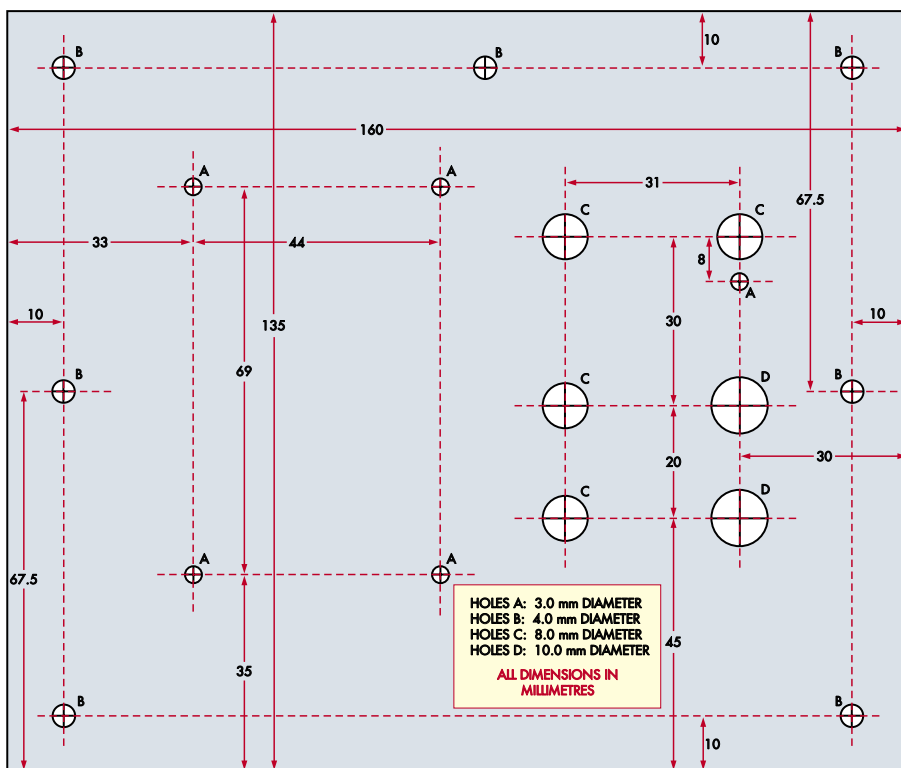 B
B
10
B
160
A
A
31
67.5
C
C
33
44
8
A
10
135
30
10
69
B
B
C
D
20
30
C
D
A
A
67.5
HOLES A: 3.0 mm DIAMETER
HOLES B: 4.0 mm DIAMETER
HOLES C: 8.0 mm DIAMETER
HOLES D: 10.0 mm DIAMETER
ALL DIMENSIONS IN
MILLIMETRES
45
35
B
B
10